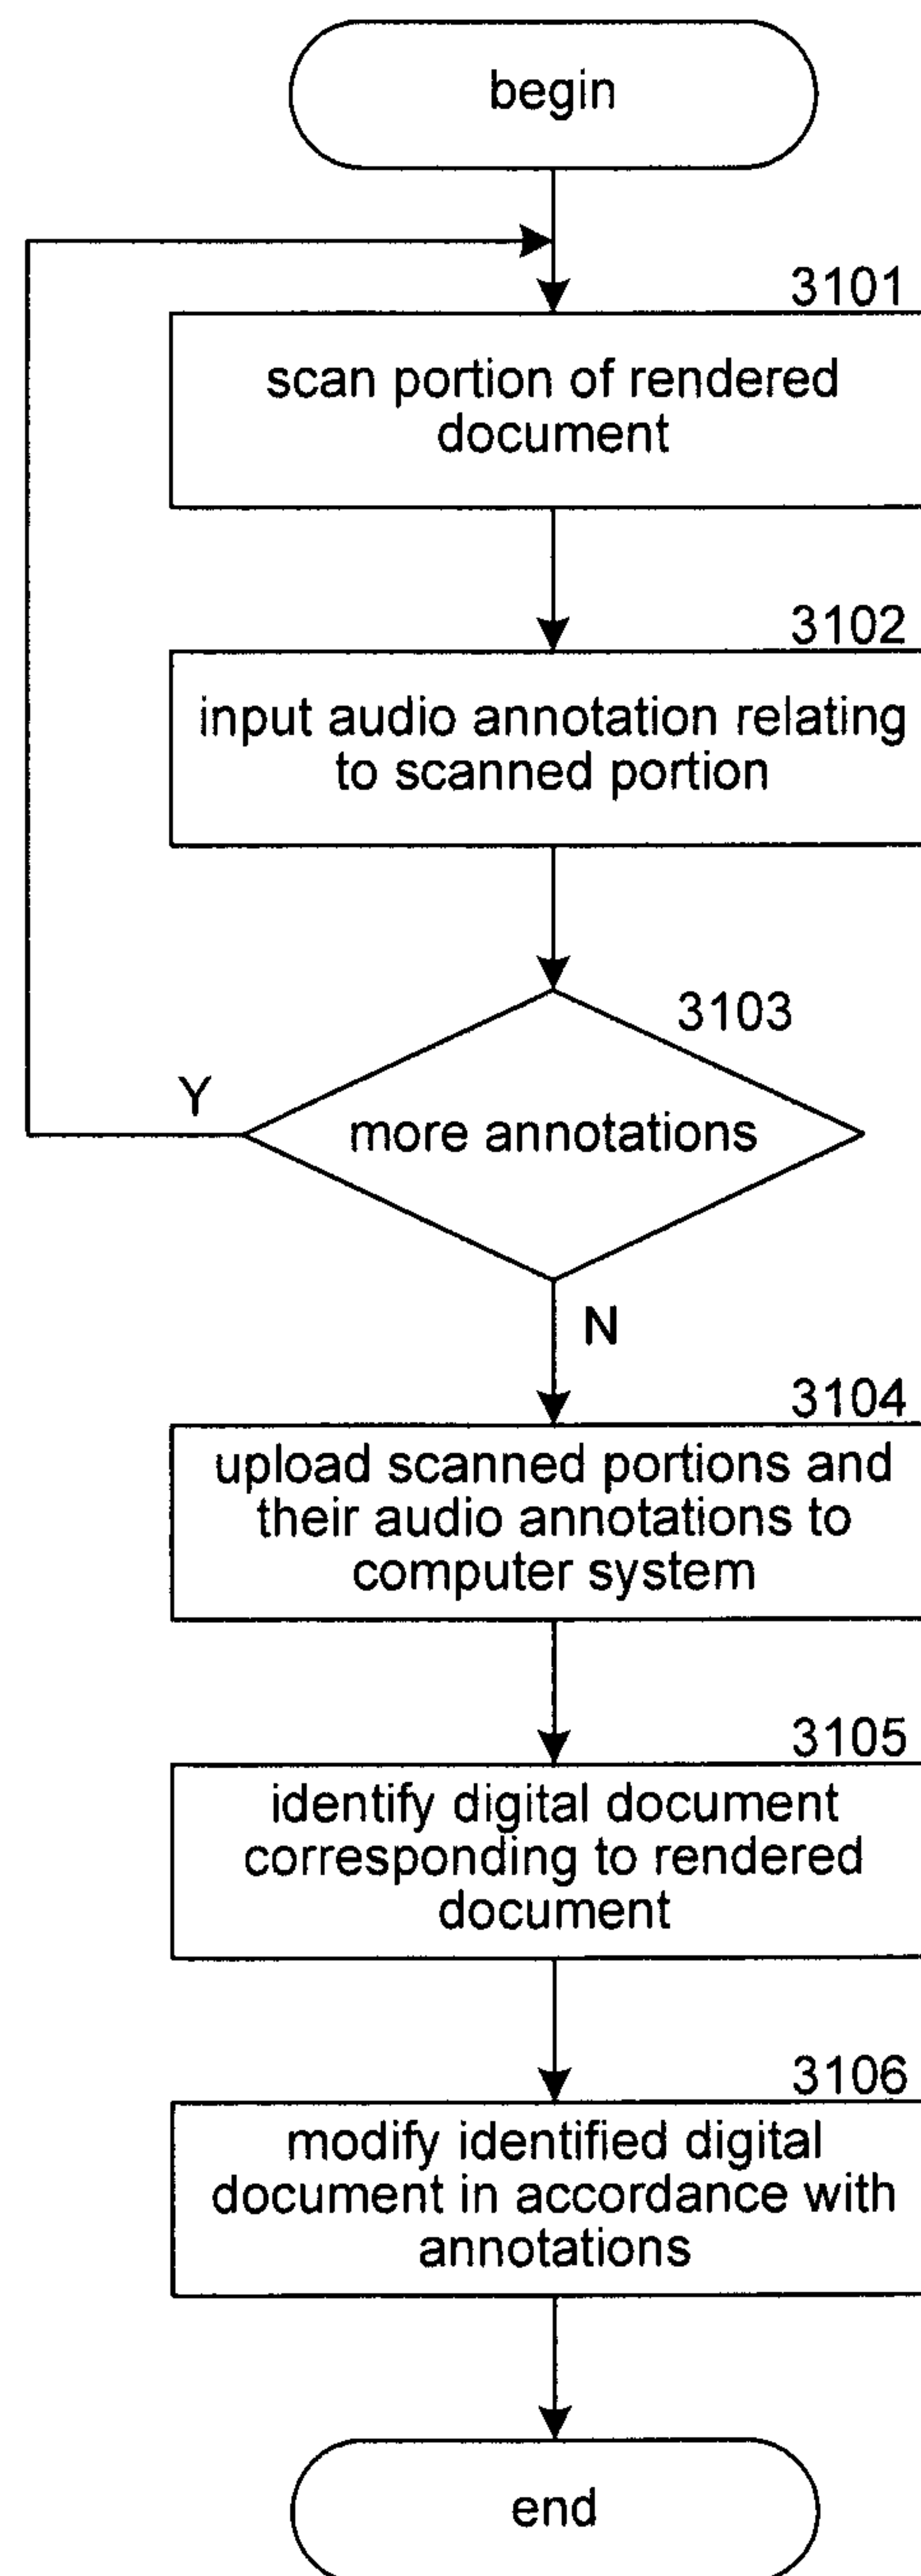 begin
3101
scan portion of rendered
document
3102
input audio annotation relating
to scanned portion
3103
Y
more annotations
N
3104
upload scanned portions and
their audio annotations to
computer system
3105
identify digital document
corresponding to rendered
document
3106
modify identified digital
document in accordance with
annotations
end